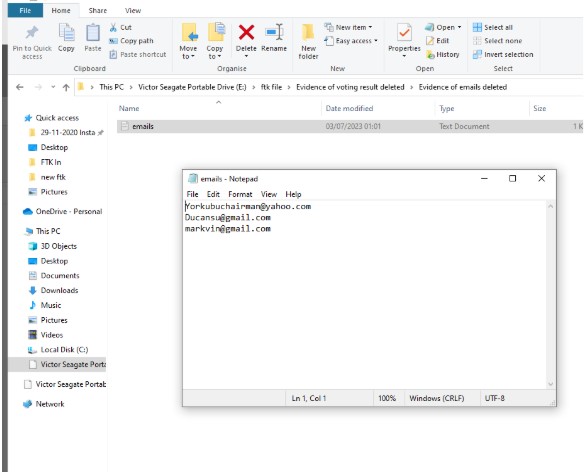 File Home Share View
Pin to Quick access
Copy
Paste
Cut
Copy path
Paste shortcut
Move to
Copy to
Delete
Rename
New folder
New item
Easy access
Properties
Open
Edit
History
Select all
Select none
Invert selection
Clipboard Organise New Open Select
This PC > Victor Seagate Portable Drive (E:) > ftk file > Evidence of voting result deleted > Evidence of emails deleted
Name Date modified Type Size
emails 03/07/2023 01:01 Text Document 1 K
Quick access
29-11-2020 Insta
Desktop
FTK In
new ftk
Pictures
OneDrive - Personal
This PC
3D Objects
Desktop
Documents
Downloads
Music
Pictures
Videos
Local Disk (C:)
Victor Seagate Porta
Victor Seagate Portab
Network
emails - Notepad
File Edit Format View Help
Yorkubuchairman@yahoo.com
Ducansu@gmail.com
markvin@gmail.com
Ln 1, Col 1 100% Windows (CRLF) UTF-8